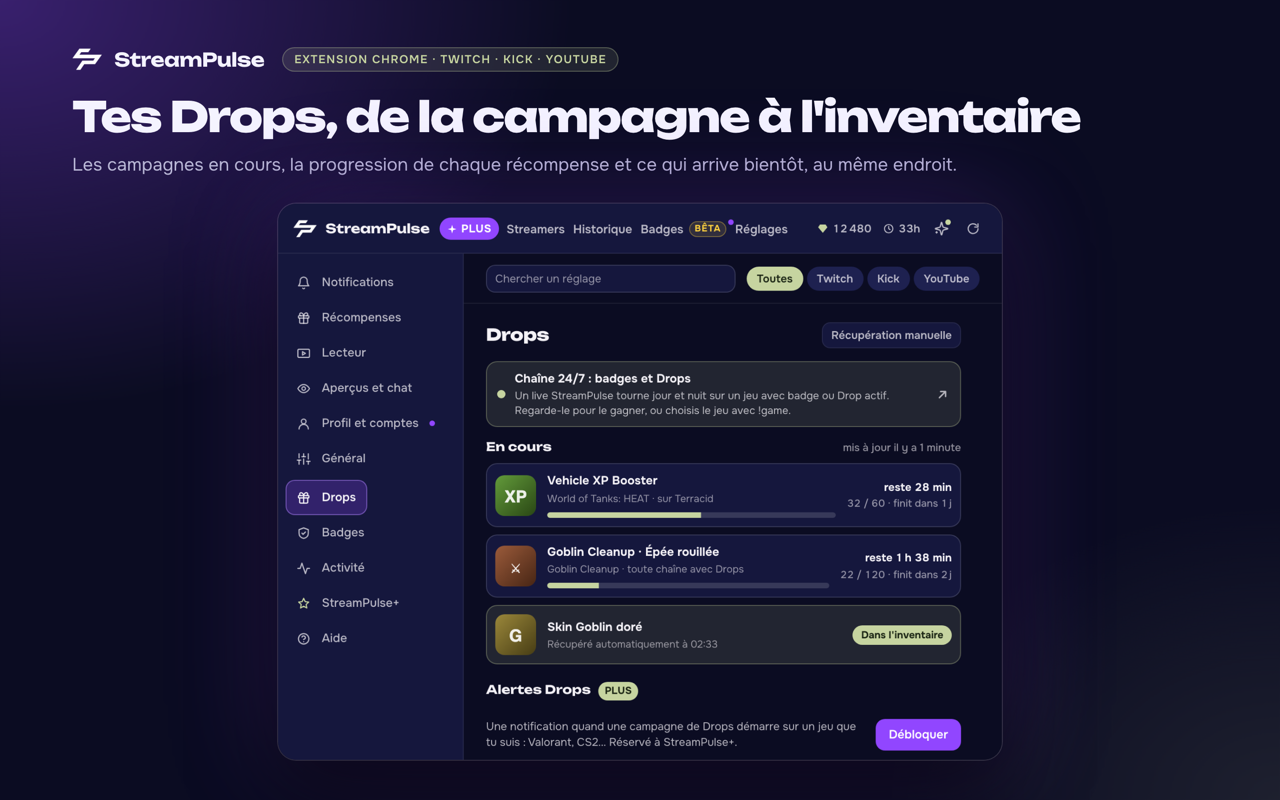 StreamPulse
EXTENSION CHROME · TWITCH · KICK · YOUTUBE
Tes Drops, de la campagne à l'inventaire
Les campagnes en cours, la progression de chaque récompense et ce qui arrive bientôt, au même endroit.
StreamPulse
+ PLUS
Streamers
Historique
Badges
BÊTA
Réglages
12 480
33h
Notifications
Récompenses
Lecteur
Aperçus et chat
Profil et comptes
Général
Drops
Badges
Activité
StreamPulse+
Aide
Chercher un réglage
Toutes
Twitch
Kick
YouTube
Drops
Récupération manuelle
Chaîne 24/7 : badges et Drops
Un live StreamPulse tourne jour et nuit sur un jeu avec badge ou Drop actif.
Regarde-le pour le gagner, ou choisis le jeu avec !game.
En cours
mis à jour il y a 1 minute
XP
Vehicle XP Booster
World of Tanks: HEAT · sur Terracid
reste 28 min
32 / 60 · finit dans 1 j
Goblin Cleanup · Épée rouillée
Goblin Cleanup · toute chaîne avec Drops
reste 1 h 38 min
22 / 120 · finit dans 2 j
G
Skin Goblin doré
Récupéré automatiquement à 02:33
Dans l'inventaire
Alertes Drops
PLUS
Une notification quand une campagne de Drops démarre sur un jeu que
tu suis : Valorant, CS2... Réservé à StreamPulse+.
Débloquer